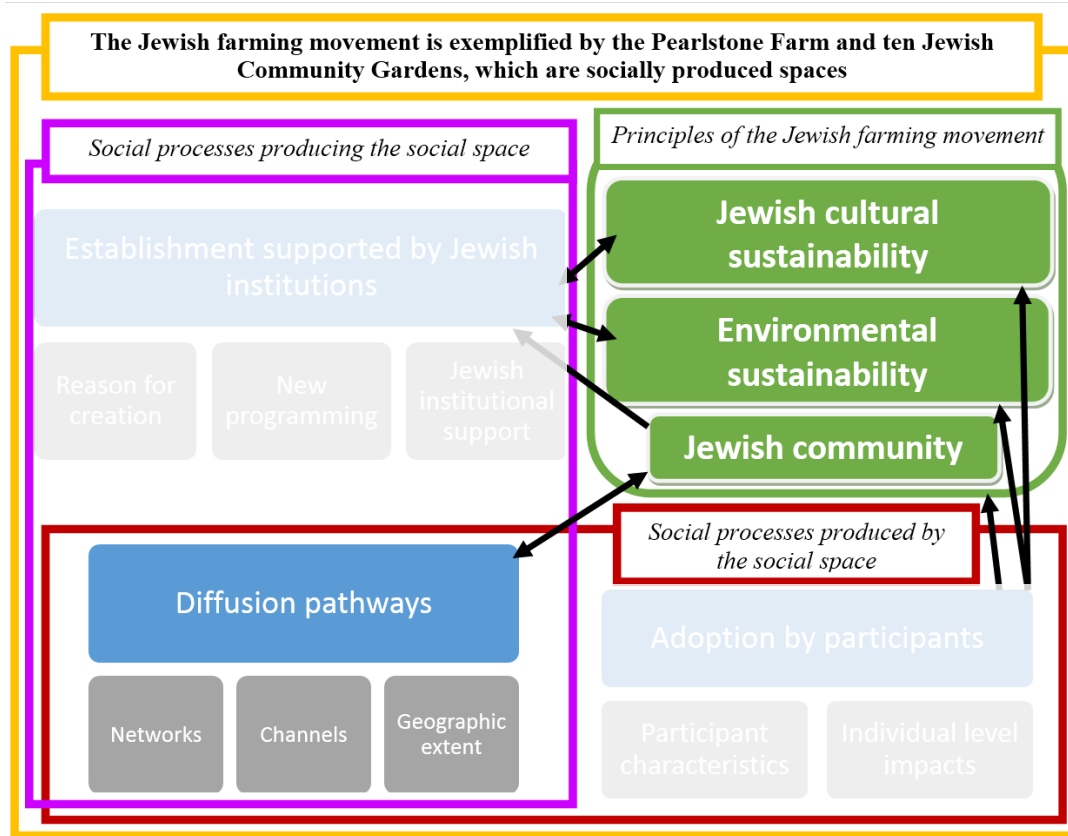 The Jewish farming movement is exemplified by the Pearlstone Farm and ten Jewish
Community Gardens, which are socially produced spaces
Social processes producing the social space
Principles of the Jewish farming movement
Establishment supported by Jewish
institutions
Reason for
creation
New
programming
Jewish
institutional
support
Jewish cultural
sustainability
Environmental
sustainability
Jewish community
Social processes produced by
the social space
Diffusion pathways
Networks
Channels
Geographic
extent
Adoption by participants
Participant
characteristics
Individual level
impacts